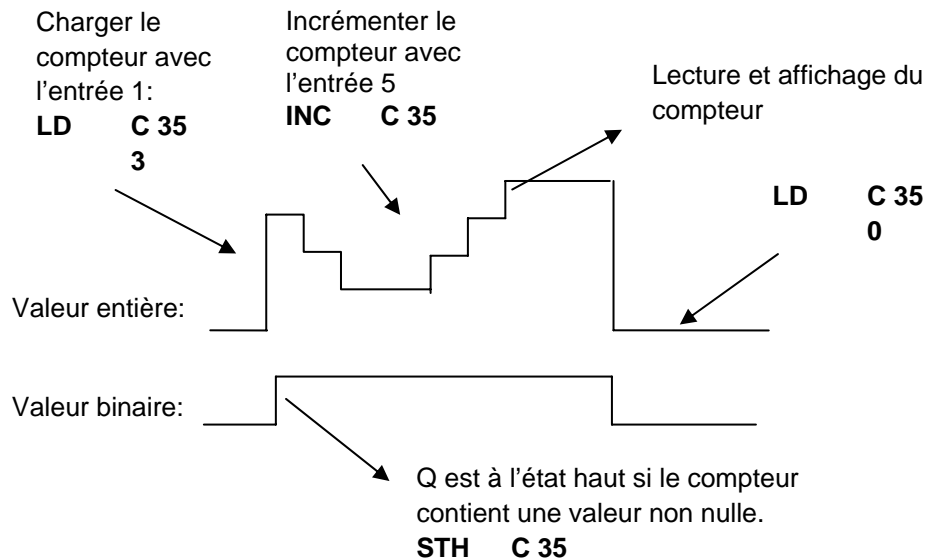 Charger le
compteur avec
l'entrée 1:
LD C 35
3
Incrémenter le
compteur avec
l'entrée 5
INC C 35
Lecture et affichage du
compteur
LD C 35
0
Valeur entière:
Valeur binaire:
Q est à l'état haut si le compteur
contient une valeur non nulle.
STH C 35